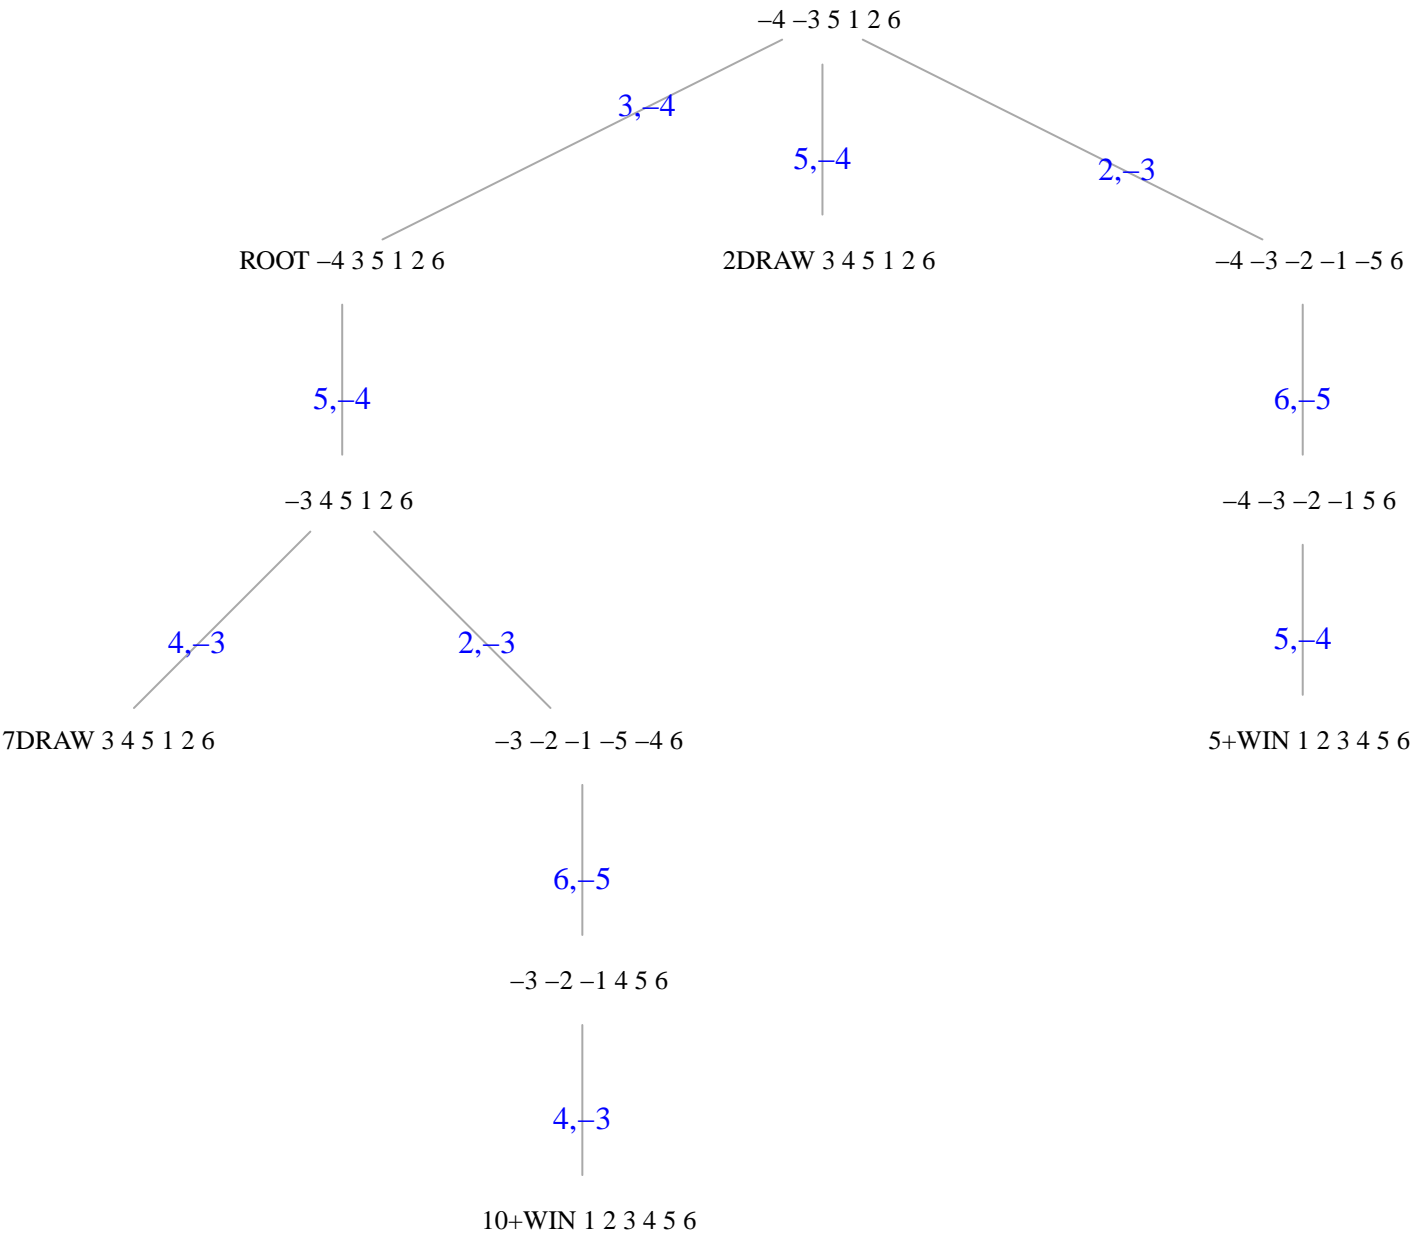 –4 –3 5 1 2 6
3,–4
5,–4
2,–3
ROOT –4 3 5 1 2 6
2DRAW 3 4 5 1 2 6
–4 –3 –2 –1 –5 6
5,–4
6,–5
–3 4 5 1 2 6
–4 –3 –2 –1 5 6
4,–3
2,–3
5,–4
7DRAW 3 4 5 1 2 6
–3 –2 –1 –5 –4 6
5+WIN 1 2 3 4 5 6
6,–5
–3 –2 –1 4 5 6
4,–3
10+WIN 1 2 3 4 5 6